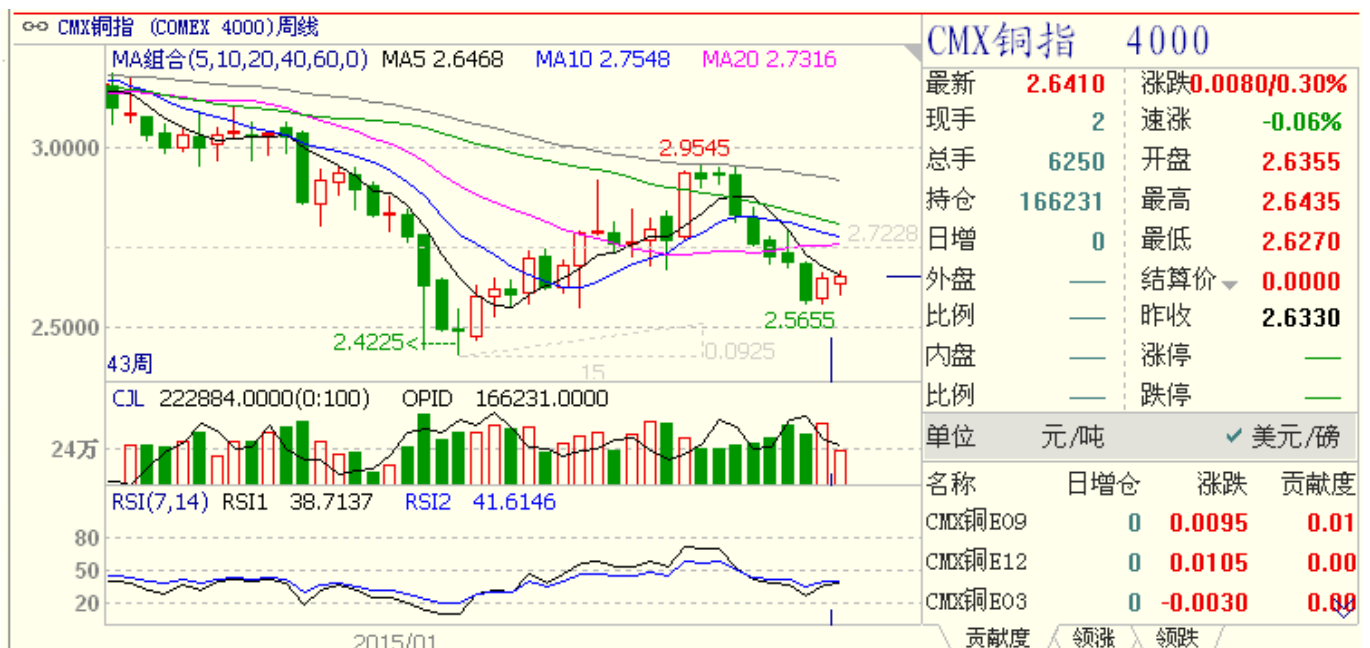 CMX铜指 (COMEX 4000)周线
MA组合(5,10,20,40,60,0) MA5 2.6468 MA10 2.7548 MA20 2.7316
3.0000
2.9545
2.7228
2.5000
2.5655
2.4225
0.0925
43周
15
CJL 222884.0000(0:100) OPID 166231.0000
24万
RSI(7,14) RSI1 38.7137 RSI2 41.6146
80
50
20
2015/01
CMX铜指 4000
最新 2.6410 涨跌0.0080/0.30%
现手 2 速涨 -0.06%
总手 6250 开盘 2.6355
持仓 166231 最高 2.6435
日增 0 最低 2.6270
外盘 — 结算价 0.0000
比例 — 昨收 2.6330
内盘 — 涨停 —
比例 — 跌停 —
单位 元/吨 ✓ 美元/磅
名称 日增仓 涨跌 贡献度
CMX铜E09 0 0.0095 0.01
CMX铜E12 0 0.0105 0.00
CMX铜E03 0 -0.0030 0.00
贡献度 领涨 领跌